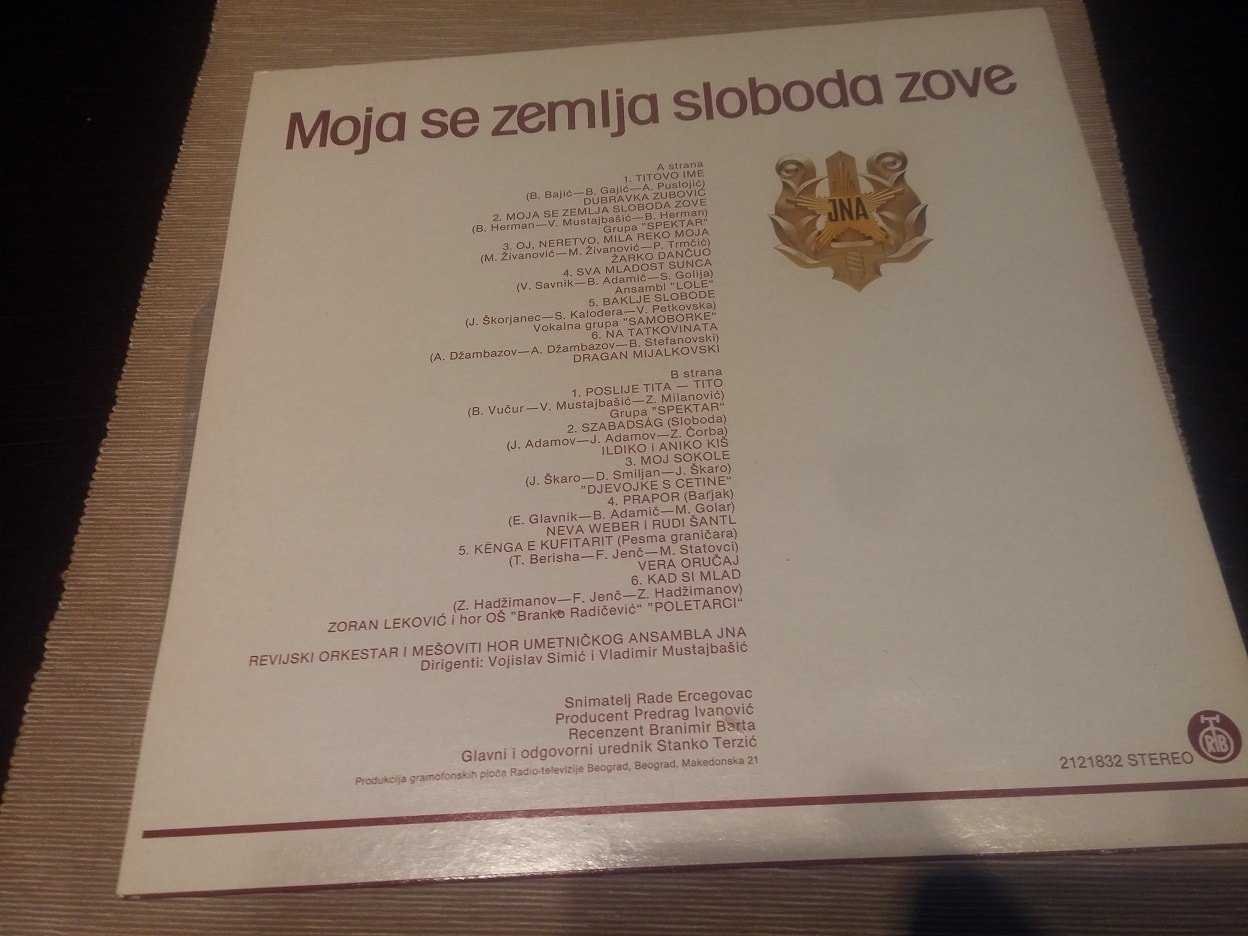 Moja se zemlja sloboda zove
JNA
A strana
1. TITOVO IME
(B. Bajić—B. Gajić—A. Puslojić)
DUBRAVKA ZUBOVIĆ
2. MOJA SE ZEMLJA SLOBODA ZOVE
(B. Herman—V. Mustajbašić—B. Herman)
Grupa "SPEKTAR"
3. OJ, NERETVO, MILA REKO MOJA
(M. Živanović—M. Živanović—P. Trmčić)
ŽARKO DANČUO
4. SVA MLADOST SUNCA
(V. Savnik—B. Adamič—S. Golija)
Ansambl "LOLE"
5. BAKLJE SLOBODE
(J. Škorjanec—S. Kalođera—V. Petkovska)
Vokalna grupa "SAMOBORKE"
6. NA TATKOVINATA
(A. Džambazov—A. Džambazov—B. Stefanovski)
DRAGAN MIJALKOVSKI
B strana
1. POSLIJE TITA — TITO
(B. Vučur—V. Mustajbašić—Z. Milanović)
Grupa "SPEKTAR"
2. SZABADSÁG (Sloboda)
(J. Adamov—J. Adamov—Z. Čorba)
ILDIKO i ANIKO KIŠ
3. MOJ SOKOLE
(J. Škaro—D. Smiljan—J. Škaro)
"DJEVOJKE S CETINE"
4. PRAPOR (Barjak)
(E. Glavnik—B. Adamič—M. Golar)
NEVA WEBER i RUDI ŠANTL
5. KËNGA E KUFITARIT (Pesma graničara)
(T. Berisha—F. Jenč—M. Statovci)
VERA ORUČAJ
6. KAD SI MLAD
(Z. Hadžimanov—F. Jenč—Z. Hadžimanov)
ZORAN LEKOVIĆ i hor OŠ "Branko Radičević" "POLETARCI"
REVIJSKI ORKESTAR I MEŠOVITI HOR UMETNIČKOG ANSAMBLA JNA
Dirigenti: Vojislav Simić i Vladimir Mustajbašić
Snimatelj Rade Ercegovac
Producent Predrag Ivanović
Recenzent Branimir Barta
Glavni i odgovorni urednik Stanko Terzić
Produkcija gramofonskih ploča Radio-televizije Beograd, Beograd, Makedonska 21
2121832 STEREO
RTB